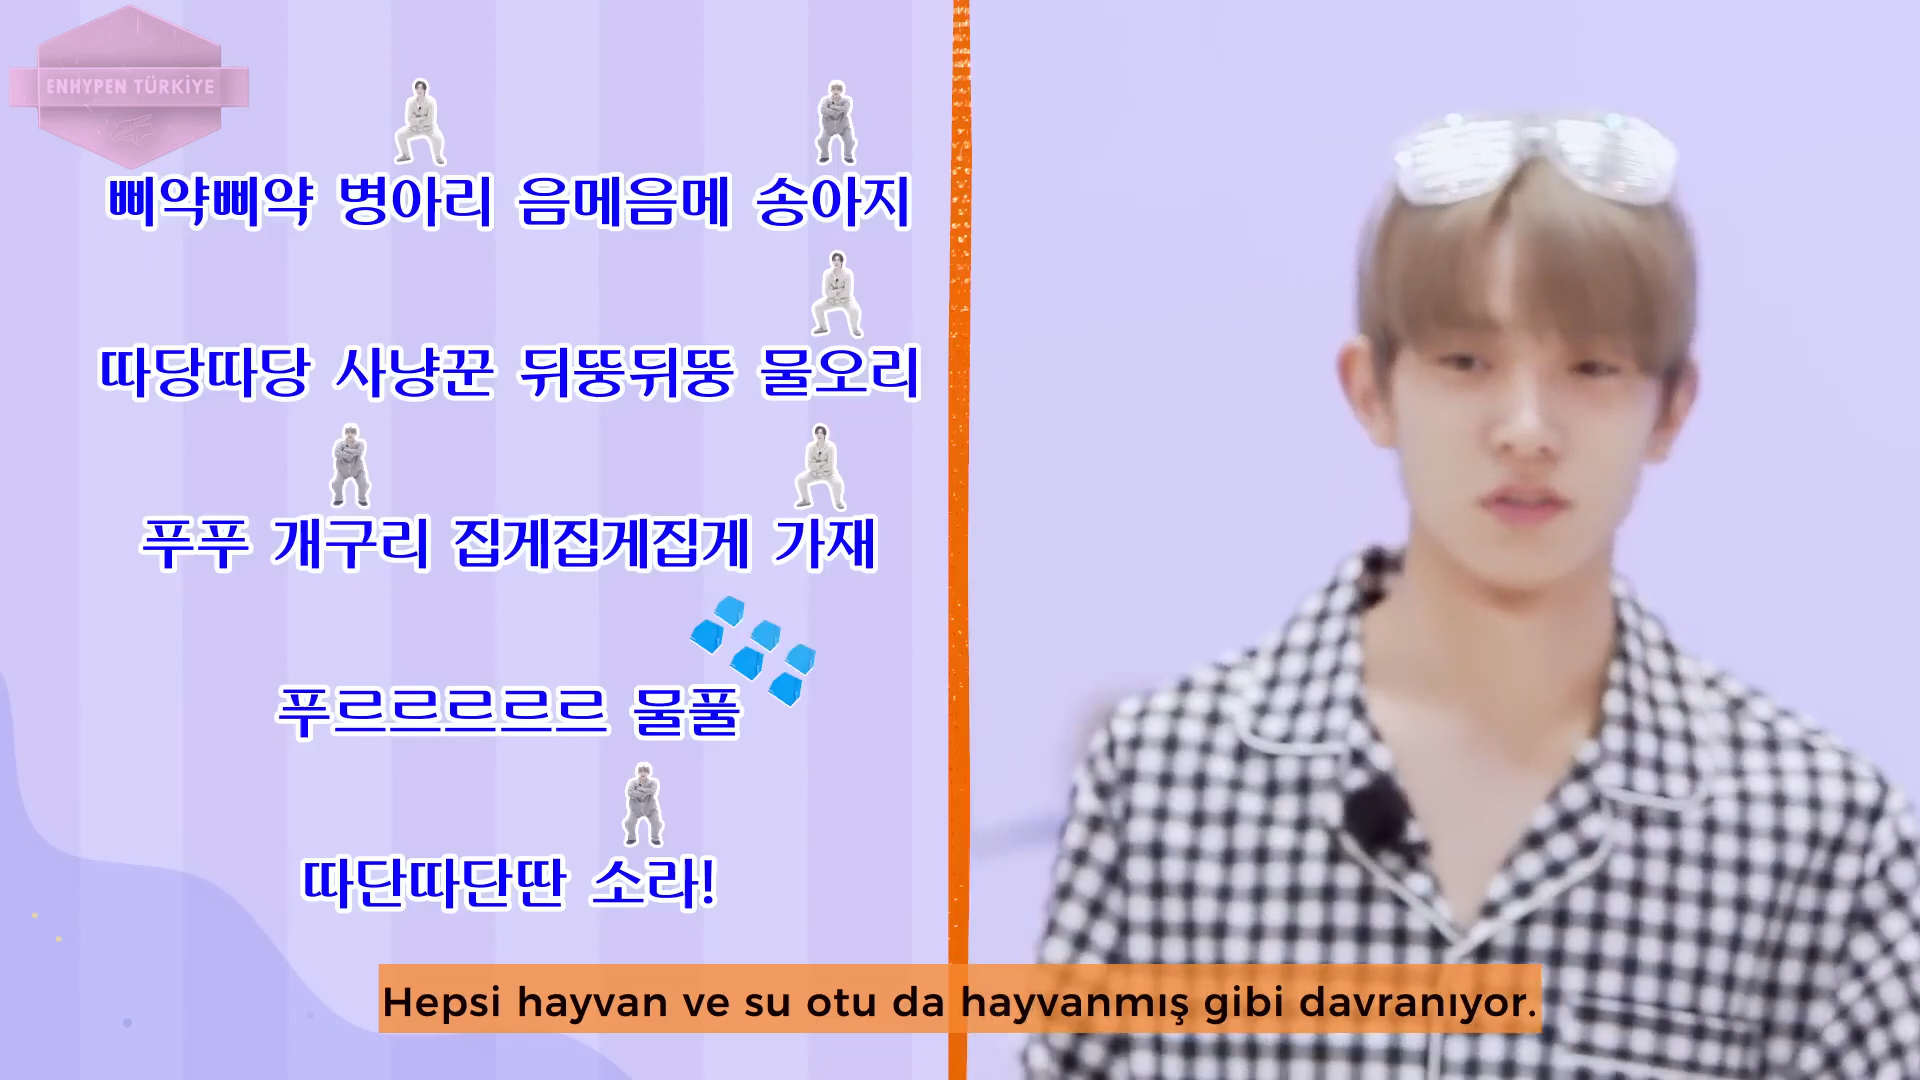 ENHYPEN TÜRKİYE
삐약삐약 병아리 음메음메 송아지
따당따당 사냥꾼 뒤뚱뒤뚱 물오리
푸푸 개구리 집게집게집게 가재
푸르르르르르 물풀
따단따단딴 소라!
Hepsi hayvan ve su otu da hayvanmış gibi davranıyor.